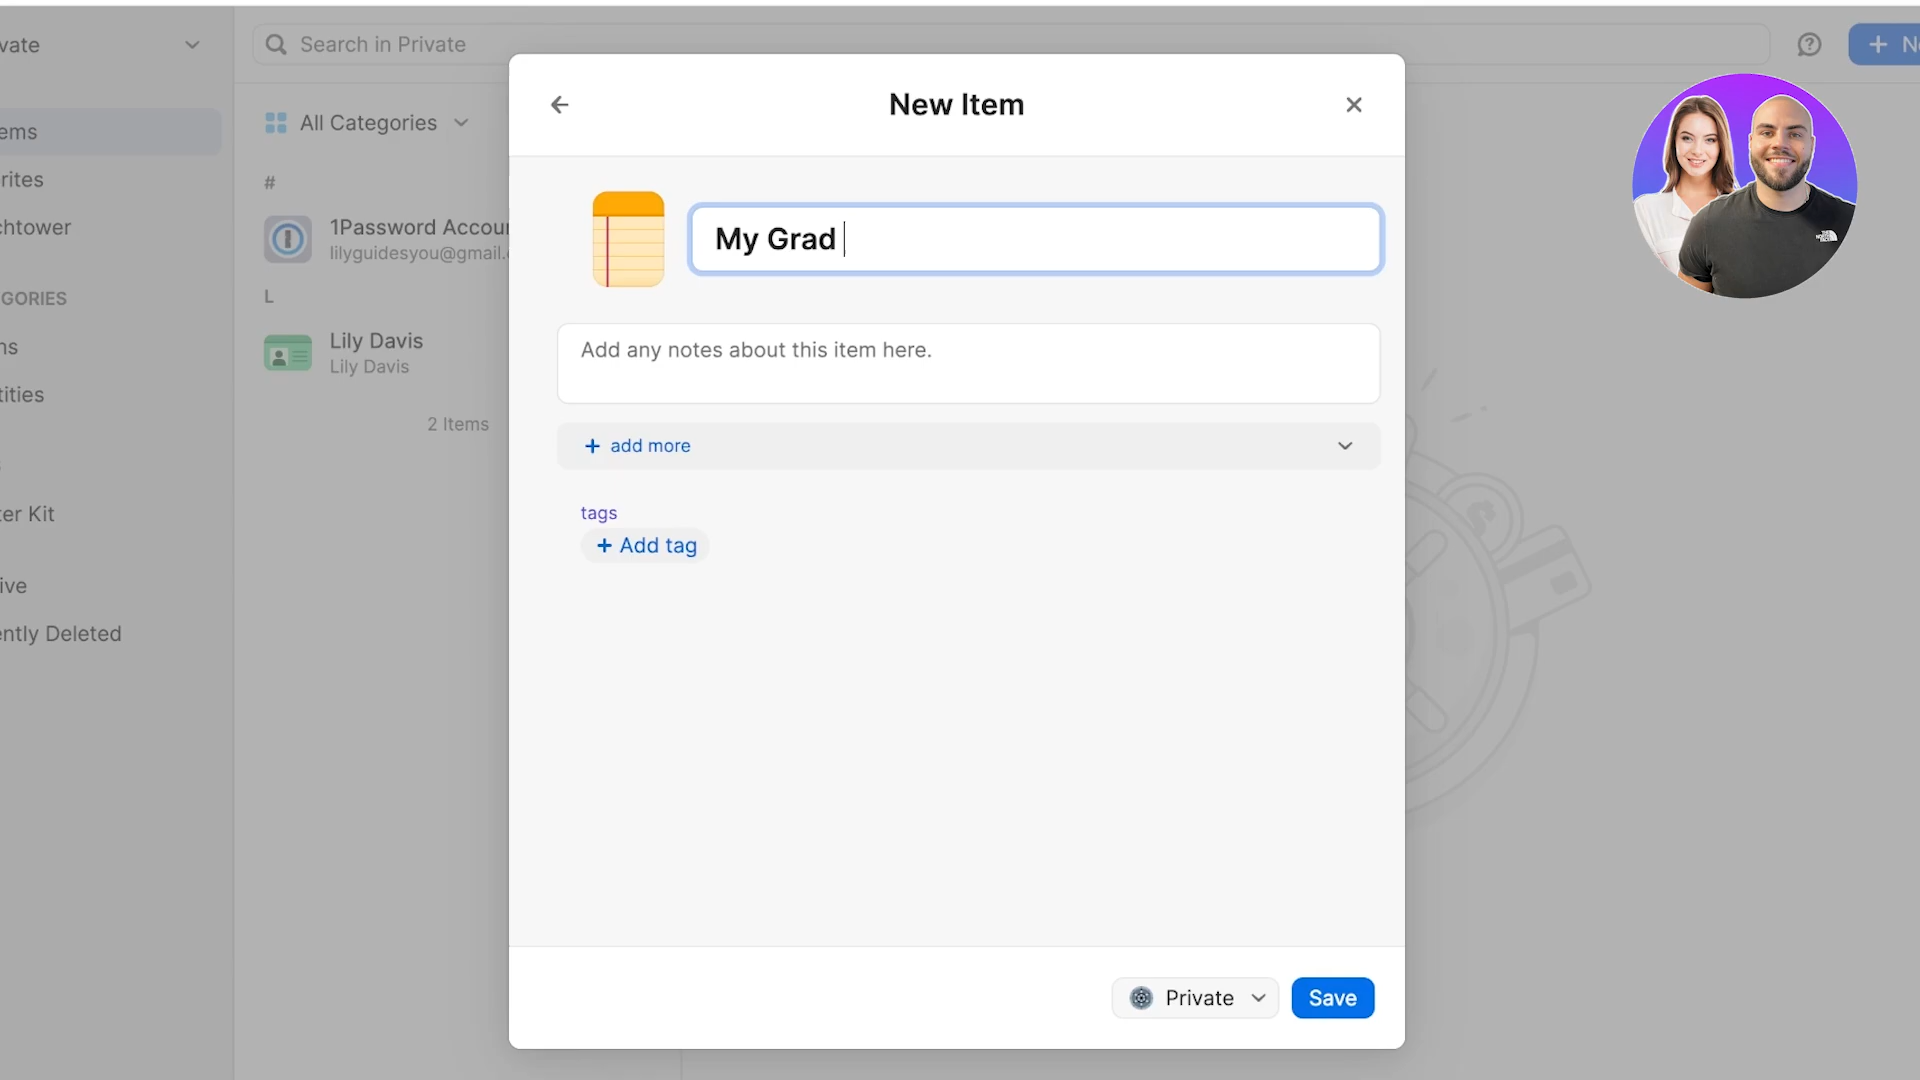 vate
Search in Private
New Item
ems
All Categories
rites
#
chtower
1Password Accou
lilyguidesyou@gmail.
My Grad
GORIES
L
Add any notes about this item here.
ns
Lily Davis
Lily Davis
tities
2 Items
+ add more
er Kit
tags
+ Add tag
ive
ently Deleted
Private
Save